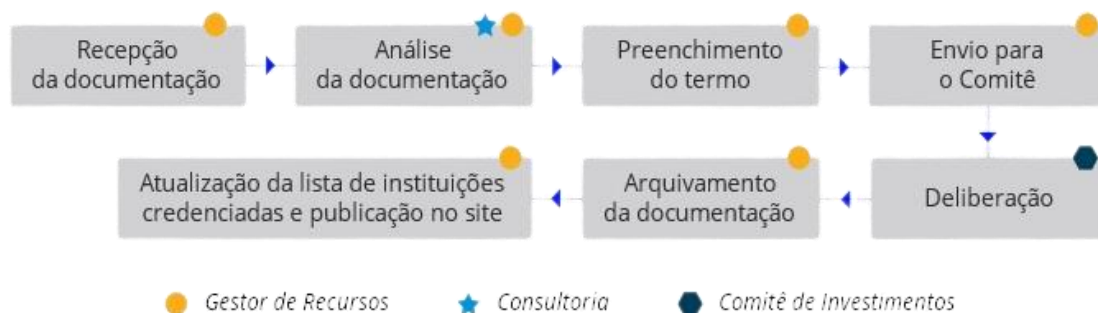 Recepção
da documentação
Análise
da documentação
Preenchimento
do termo
Envio para
o Comitê
Deliberação
Arquivamento
da documentação
Atualização da lista de instituições
credenciadas e publicação no site
Gestor de Recursos
Consultoria
Comitê de Investimentos